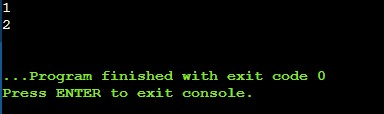 1
2
...Program finished with exit code 0
Press ENTER to exit console.